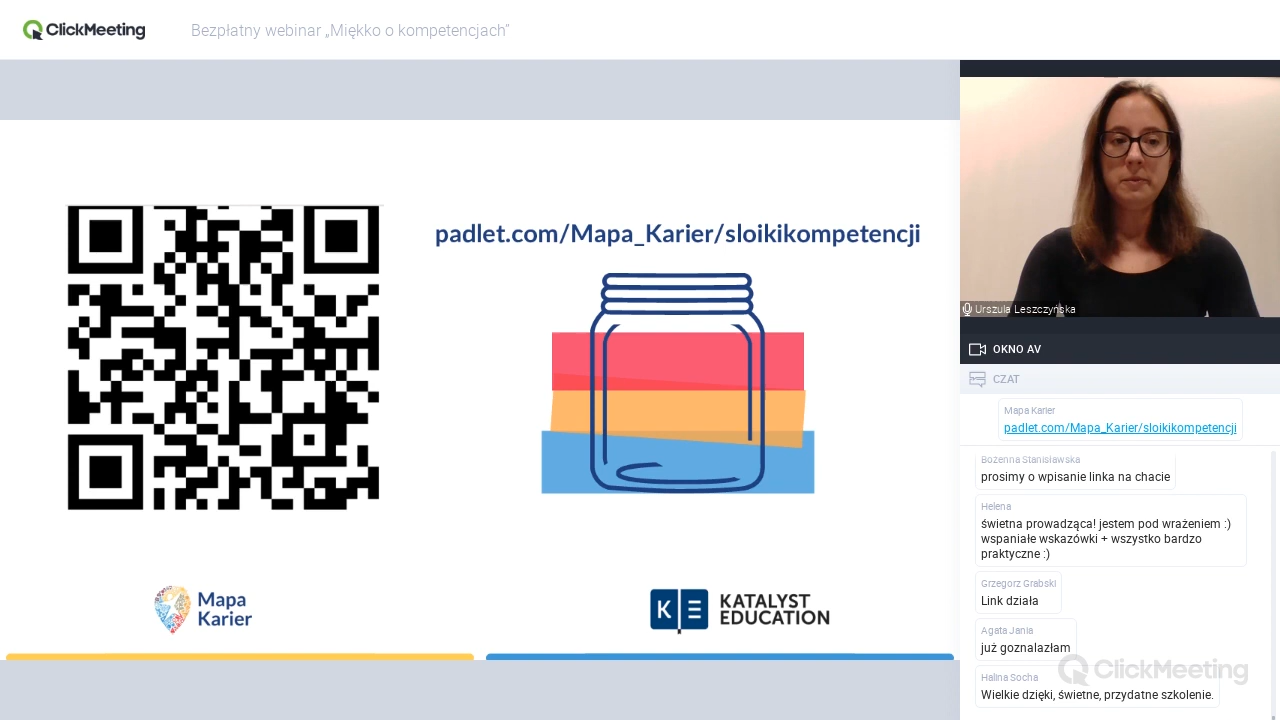 ClickMeeting
Bezpłatny webinar „Miękko o kompetencjach”
padlet.com/Mapa_Karier/sloikikompetencji
Mapa
Karier
KE
KATALYST
EDUCATION
Urszula Leszczyńska
OKNO AV
CZAT
Mapa Karier
padlet.com/Mapa_Karier/sloikikompetencji
Bożenna Stanisławska
prosimy o wpisanie linka na chacie
Helena
świetna prowadząca! jestem pod wrażeniem :)
wspaniałe wskazówki + wszystko bardzo
praktyczne :)
Grzegorz Grabski
Link działa
Agata Jania
już goznalazłam
ClickMeeting
Halina Socha
Wielkie dzięki, świetne, przydatne szkolenie.